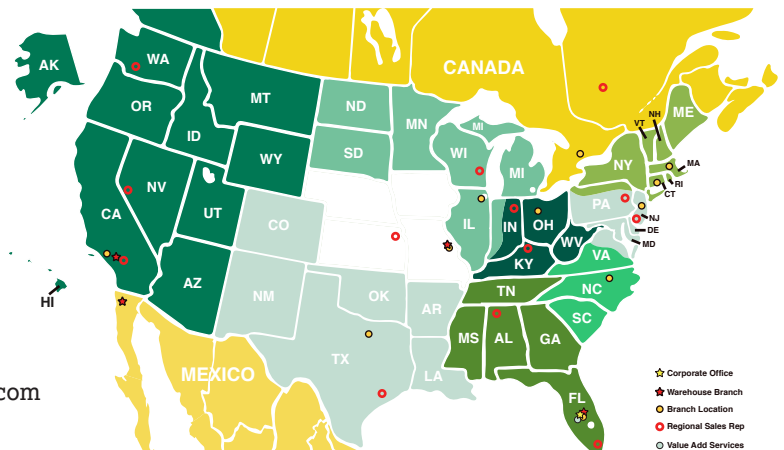 AK
WA
OR
ID
MT
WY
CA
NV
UT
AZ
HI
CANADA
ND
SD
MN
WI
MI
MI
IL
IN
OH
KY
WV
CO
NM
OK
TX
AR
LA
TN
MS
AL
GA
FL
VA
NC
SC
PA
NY
VT
NH
ME
MA
RI
CT
NJ
DE
MD
MEXICO
com
Corporate Office
Warehouse Branch
Branch Location
Regional Sales Rep
Value Add Services